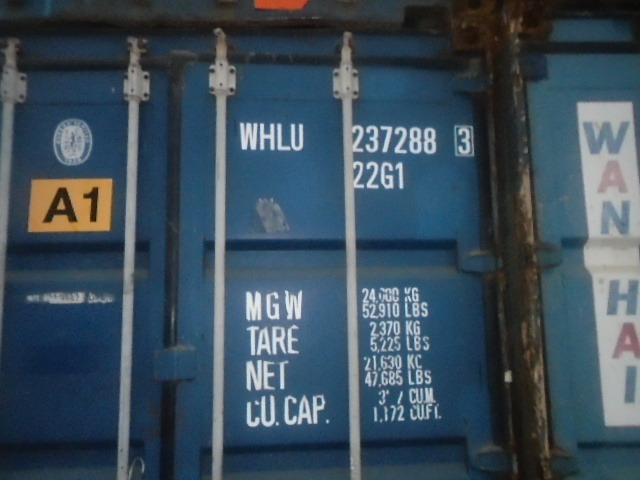 WHLU 237288 3
22G1
A1
MGW 24,000 KG
52,910 LBS
TARE 2,370 KG
5,225 LBS
NET 21,630 KG
47,685 LBS
CU.CAP. CU.M.
1,172 CU.FT.
WAN HAI